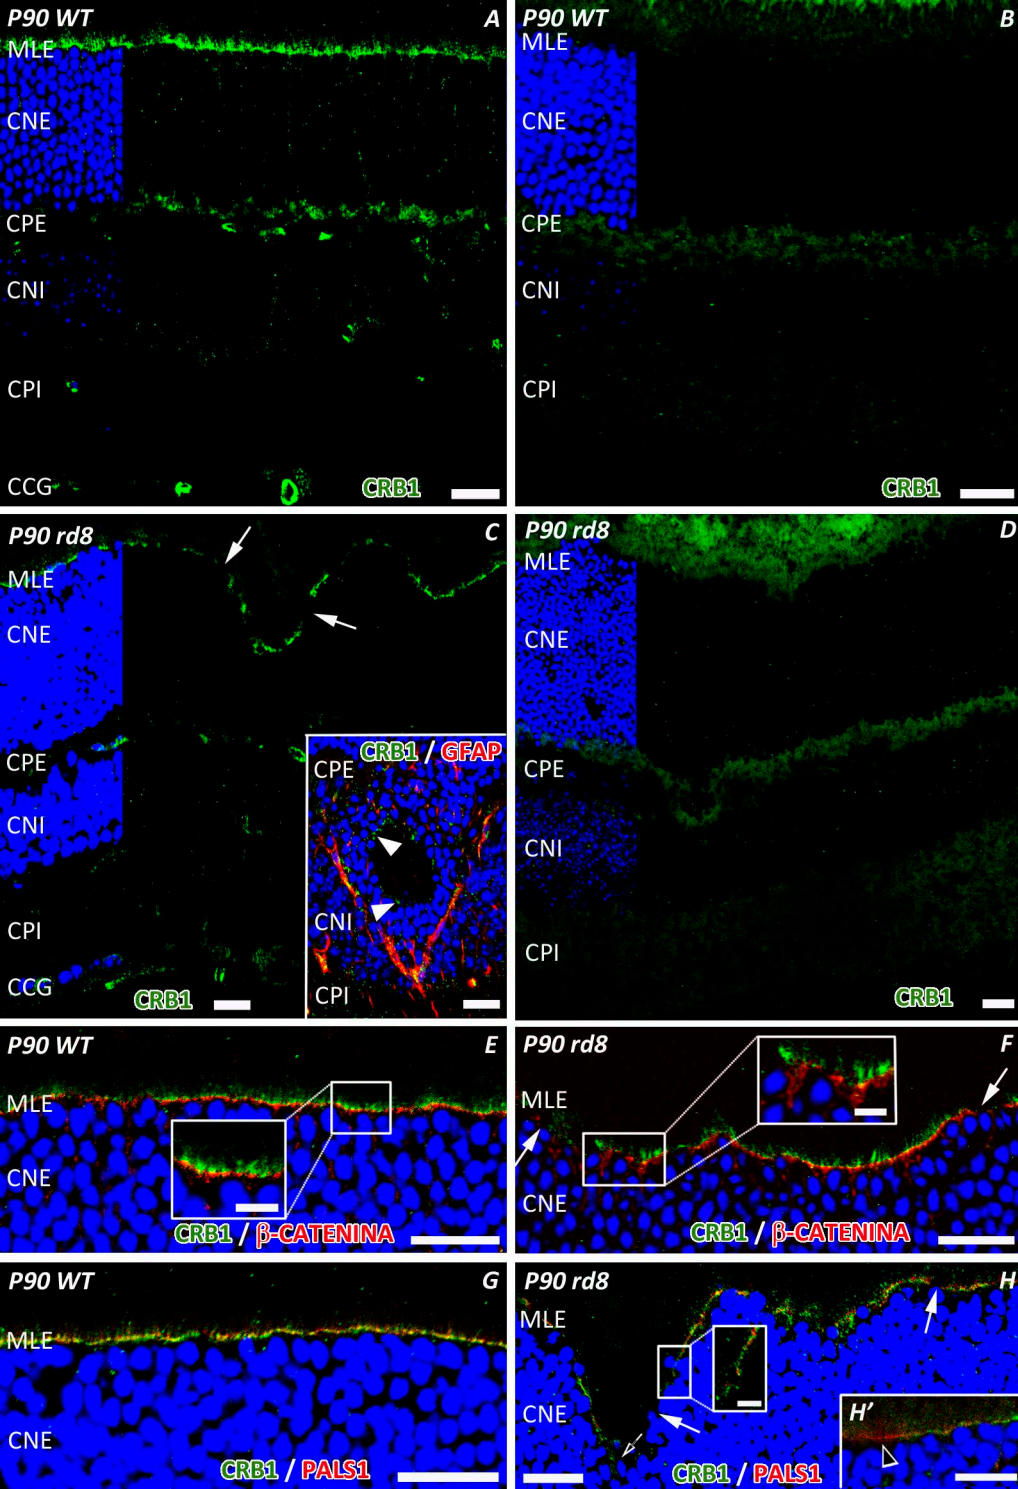 P90 WT A
MLE
CNE
CPE
CNI
CPI
CCG
CRB1
P90 WT B
MLE
CNE
CPE
CNI
CPI
CRB1
P90 rd8 C
MLE
CNE
CPE
CNI
CPI
CCG
CRB1
CRB1 / GFAP
CPE
CNI
CPI
P90 rd8 D
MLE
CNE
CPE
CNI
CPI
CRB1
P90 WT E
MLE
CNE
CRB1 / β-CATENINA
P90 rd8 F
MLE
CNE
CRB1 / β-CATENINA
P90 WT G
MLE
CNE
CRB1 / PALS1
P90 rd8 H
MLE
CNE
H’
CRB1 / PALS1